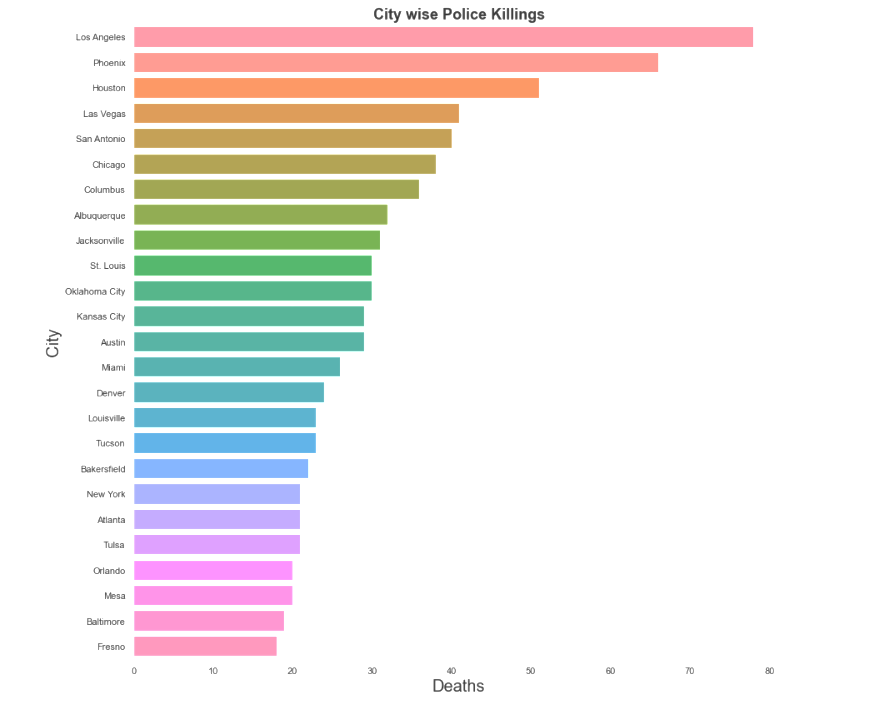 City wise Police Killings
Los Angeles
Phoenix
Houston
Las Vegas
San Antonio
Chicago
Columbus
Albuquerque
Jacksonville
St. Louis
Oklahoma City
Kansas City
Austin
Miami
Denver
Louisville
Tucson
Bakersfield
New York
Atlanta
Tulsa
Orlando
Mesa
Baltimore
Fresno
City
0 10 20 30 40 50 60 70 80
Deaths